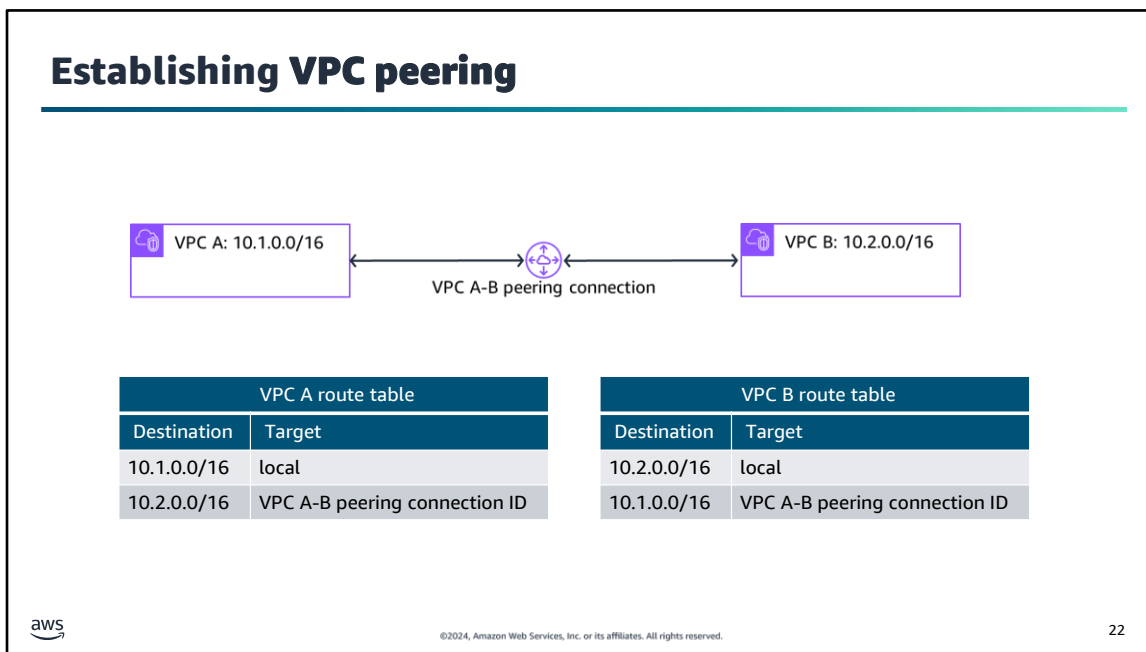 Establishing VPC peering
VPC A: 10.1.0.0/16
VPC B: 10.2.0.0/16
VPC A-B peering connection
VPC A route table
Destination Target
10.1.0.0/16 local
10.2.0.0/16 VPC A-B peering connection ID
VPC B route table
Destination Target
10.2.0.0/16 local
10.1.0.0/16 VPC A-B peering connection ID
aws
©2024, Amazon Web Services, Inc. or its affiliates. All rights reserved.
22